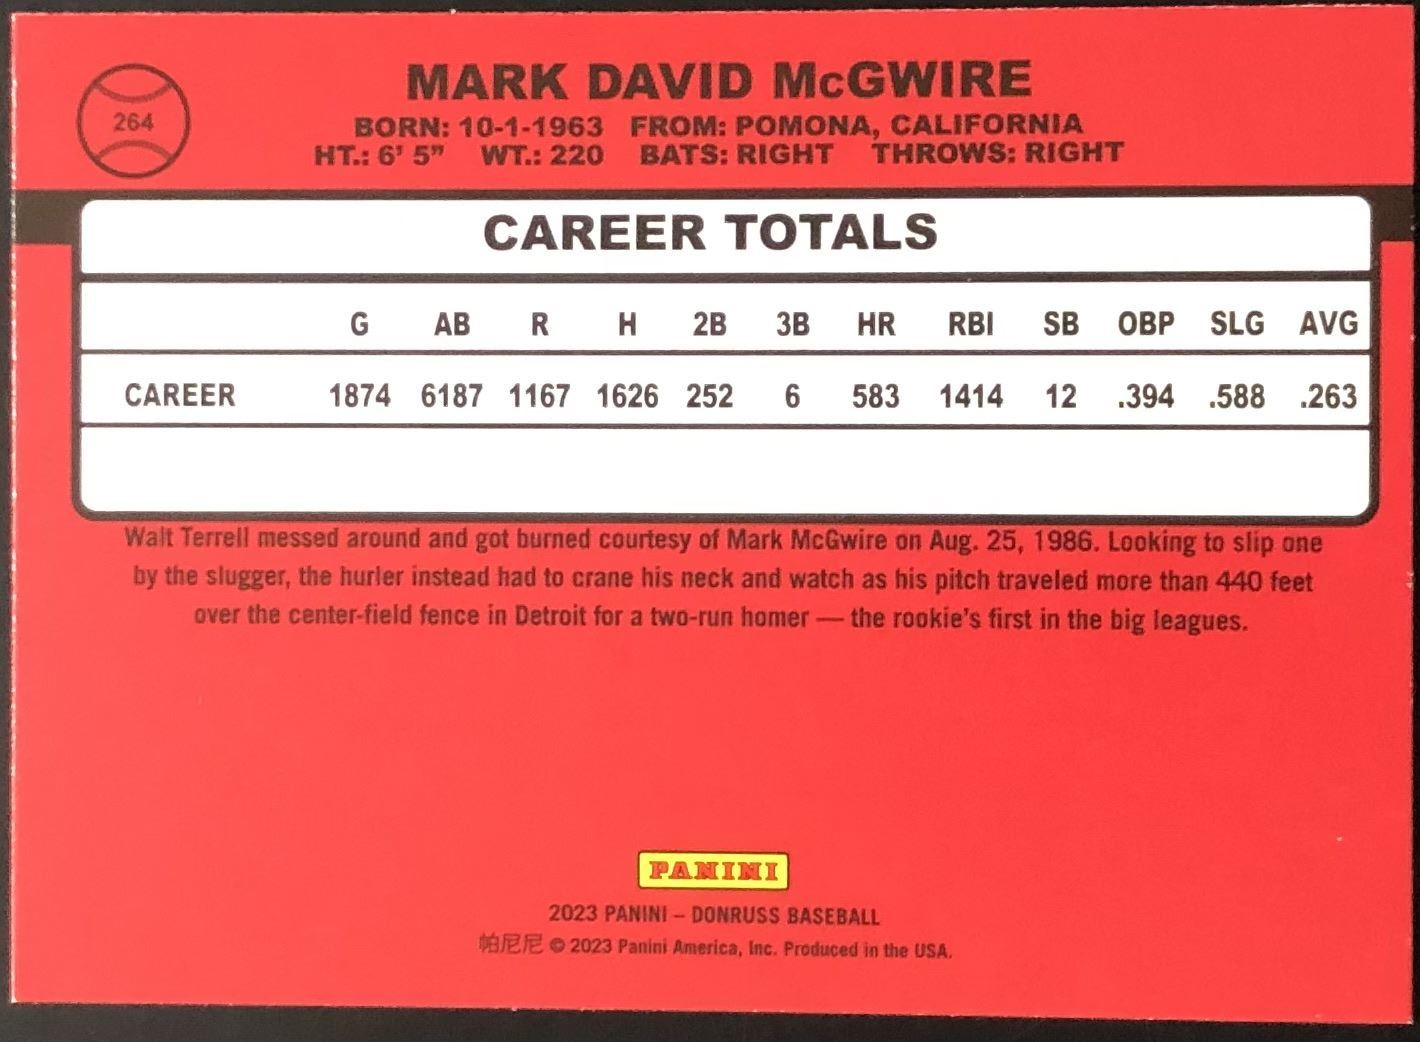 264
MARK DAVID McGWIRE
BORN: 10-1-1963 FROM: POMONA, CALIFORNIA
HT.: 6' 5” WT.: 220 BATS: RIGHT THROWS: RIGHT
CAREER TOTALS
G AB R H 2B 3B HR RBI SB OBP SLG AVG
CAREER 1874 6187 1167 1626 252 6 583 1414 12 .394 .588 .263
Walt Terrell messed around and got burned courtesy of Mark McGwire on Aug. 25, 1986. Looking to slip one
by the slugger, the hurler instead had to crane his neck and watch as his pitch traveled more than 440 feet
over the center-field fence in Detroit for a two-run homer — the rookie's first in the big leagues.
PANINI
2023 PANINI – DONRUSS BASEBALL
帕尼尼 © 2023 Panini America, Inc. Produced in the USA.